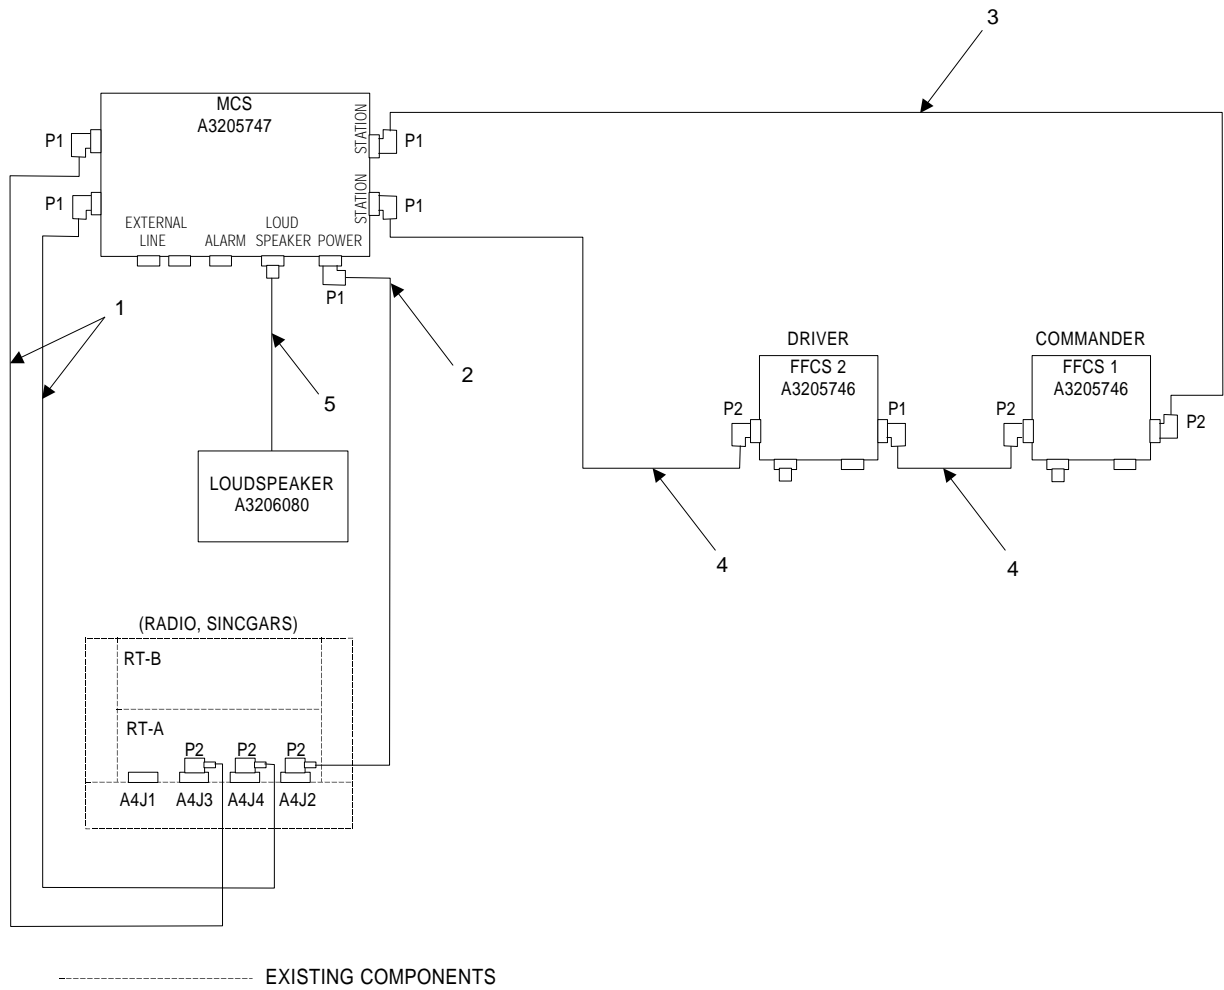 3
MCS
A3205747
P1
STATION
P1
P1
STATION
P1
EXTERNAL
LINE
ALARM
LOUD
SPEAKER
POWER
P1
1
2
5
DRIVER
FFCS 2
A3205746
COMMANDER
FFCS 1
A3205746
P2
P1
P2
P2
LOUDSPEAKER
A3206080
4
4
(RADIO, SINCGARS)
RT-B
RT-A
P2
P2
P2
A4J1
A4J3
A4J4
A4J2
EXISTING COMPONENTS